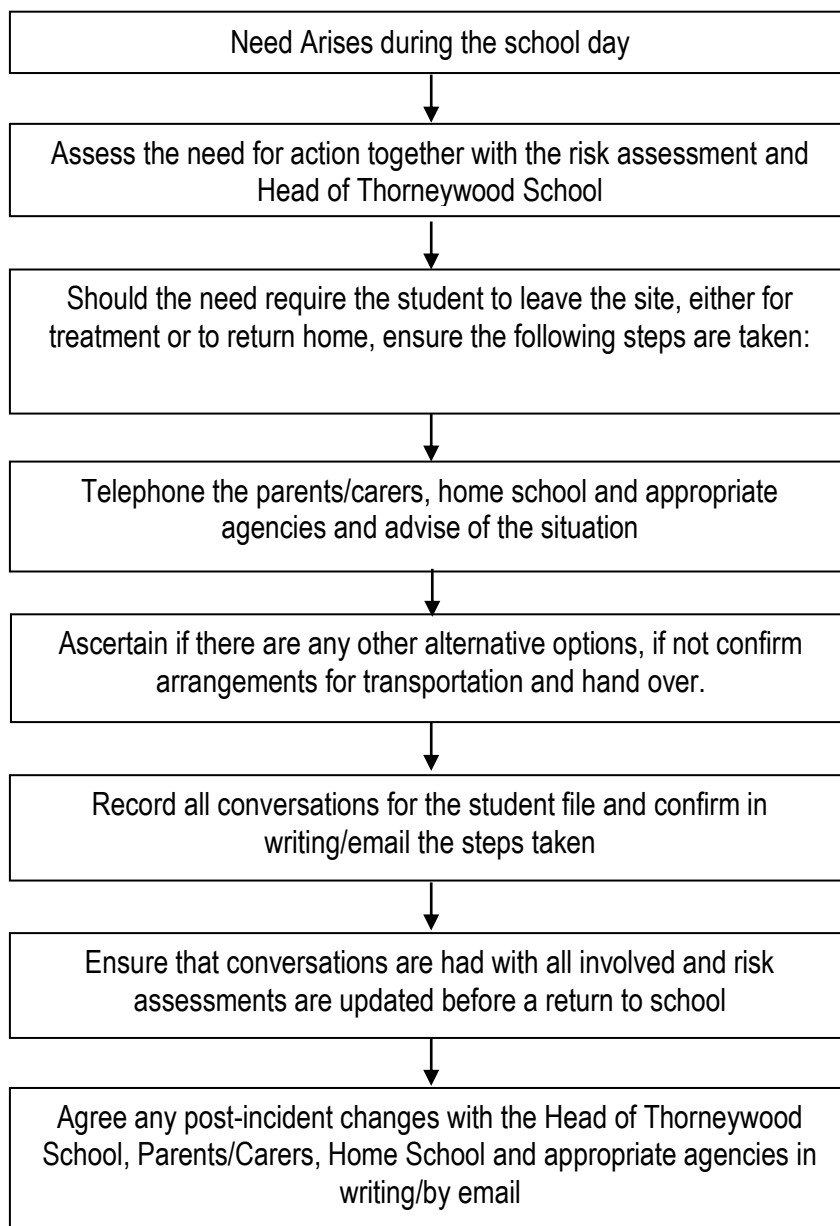 Need Arises during the school day
Assess the need for action together with the risk assessment and
Head of Thorneywood School
Should the need require the student to leave the site, either for
treatment or to return home, ensure the following steps are taken:
Telephone the parents/carers, home school and appropriate
agencies and advise of the situation
Ascertain if there are any other alternative options, if not confirm
arrangements for transportation and hand over.
Record all conversations for the student file and confirm in
writing/email the steps taken
Ensure that conversations are had with all involved and risk
assessments are updated before a return to school
Agree any post-incident changes with the Head of Thorneywood
School, Parents/Carers, Home School and appropriate agencies in
writing/by email